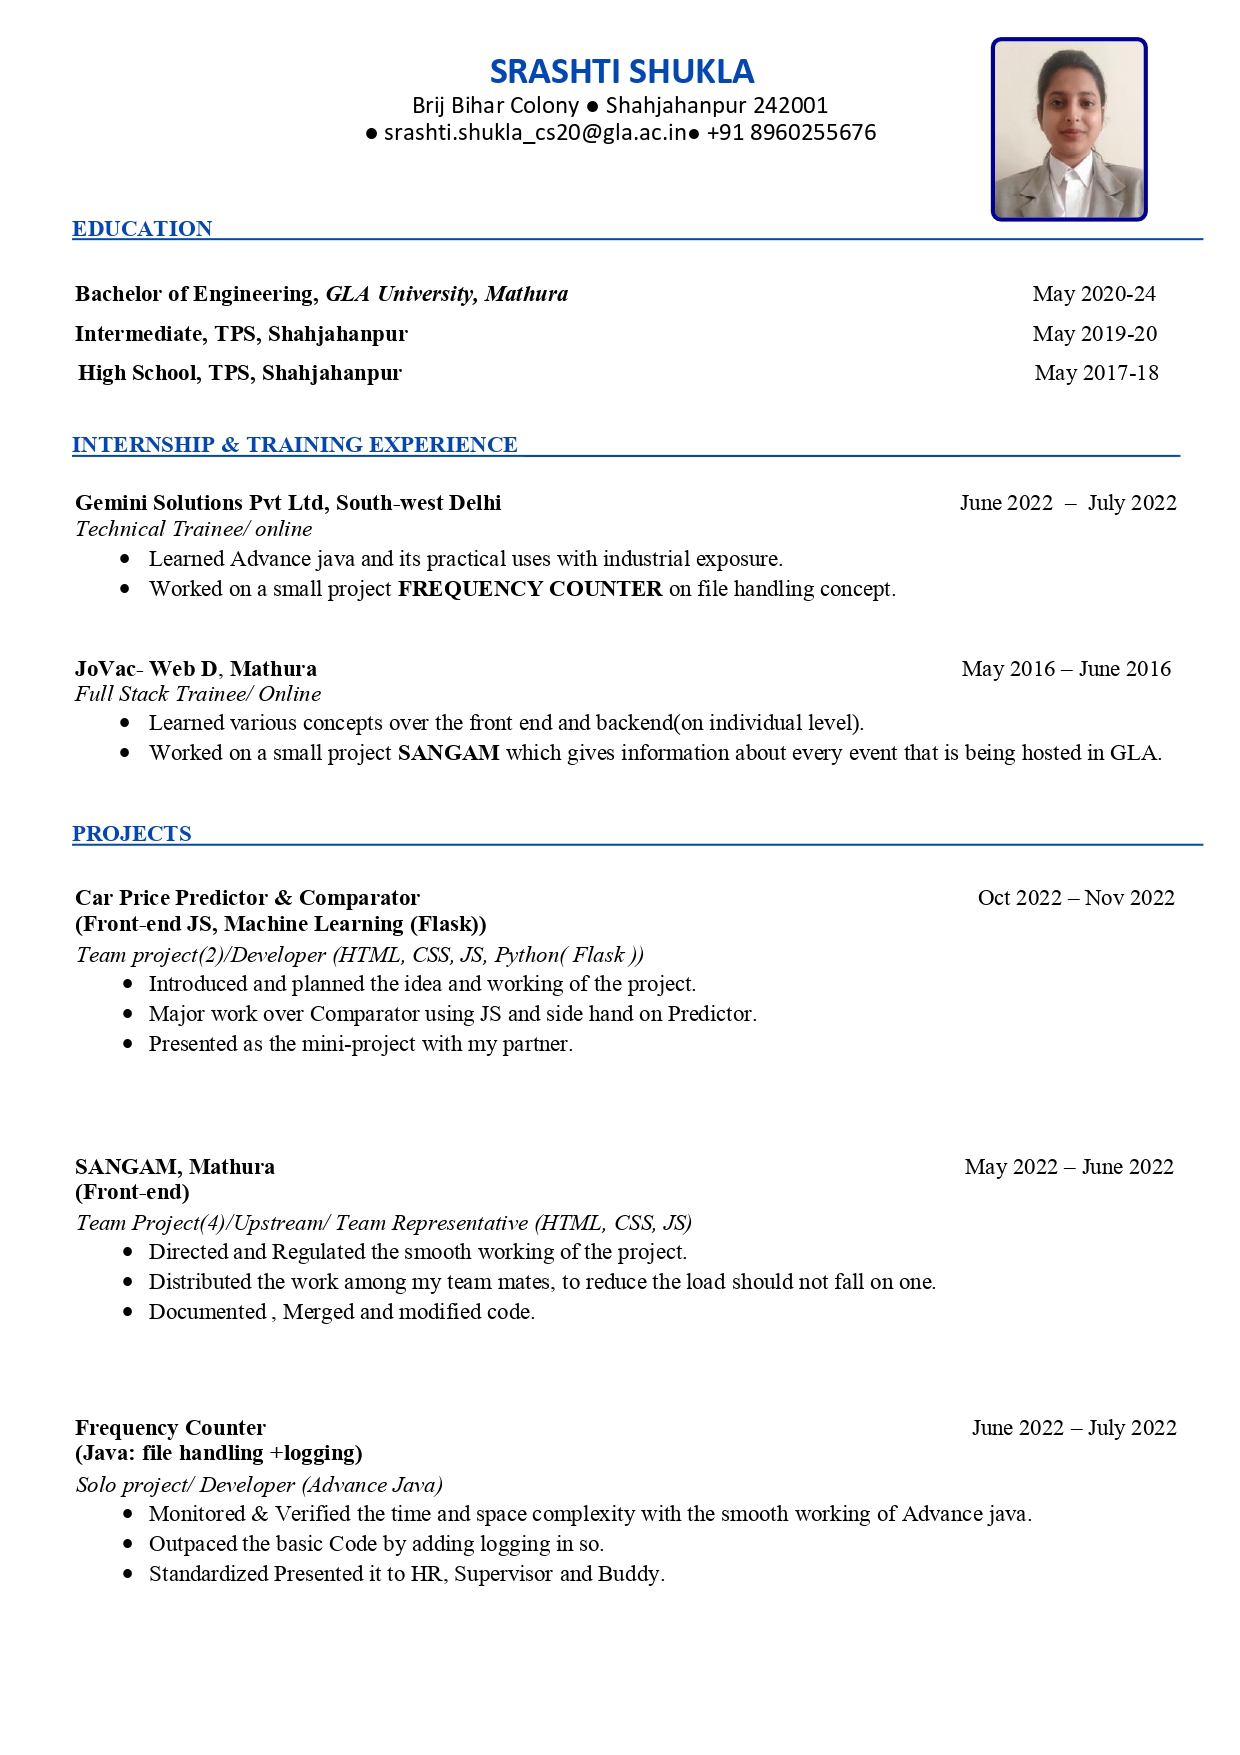 SRASHTI SHUKLA
Brij Bihar Colony ● Shahjahanpur 242001
● srashti.shukla_cs20@gla.ac.in● +91 8960255676
EDUCATION
Bachelor of Engineering, GLA University, Mathura May 2020-24
Intermediate, TPS, Shahjahanpur May 2019-20
High School, TPS, Shahjahanpur May 2017-18
INTERNSHIP & TRAINING EXPERIENCE
Gemini Solutions Pvt Ltd, South-west Delhi June 2022 – July 2022
Technical Trainee/ online
● Learned Advance java and its practical uses with industrial exposure.
● Worked on a small project FREQUENCY COUNTER on file handling concept.
JoVac- Web D, Mathura May 2016 – June 2016
Full Stack Trainee/ Online
● Learned various concepts over the front end and backend(on individual level).
● Worked on a small project SANGAM which gives information about every event that is being hosted in GLA.
PROJECTS
Car Price Predictor & Comparator Oct 2022 – Nov 2022
(Front-end JS, Machine Learning (Flask))
Team project(2)/Developer (HTML, CSS, JS, Python( Flask ))
● Introduced and planned the idea and working of the project.
● Major work over Comparator using JS and side hand on Predictor.
● Presented as the mini-project with my partner.
SANGAM, Mathura May 2022 – June 2022
(Front-end)
Team Project(4)/Upstream/ Team Representative (HTML, CSS, JS)
● Directed and Regulated the smooth working of the project.
● Distributed the work among my team mates, to reduce the load should not fall on one.
● Documented , Merged and modified code.
Frequency Counter June 2022 – July 2022
(Java: file handling +logging)
Solo project/ Developer (Advance Java)
● Monitored & Verified the time and space complexity with the smooth working of Advance java.
● Outpaced the basic Code by adding logging in so.
● Standardized Presented it to HR, Supervisor and Buddy.